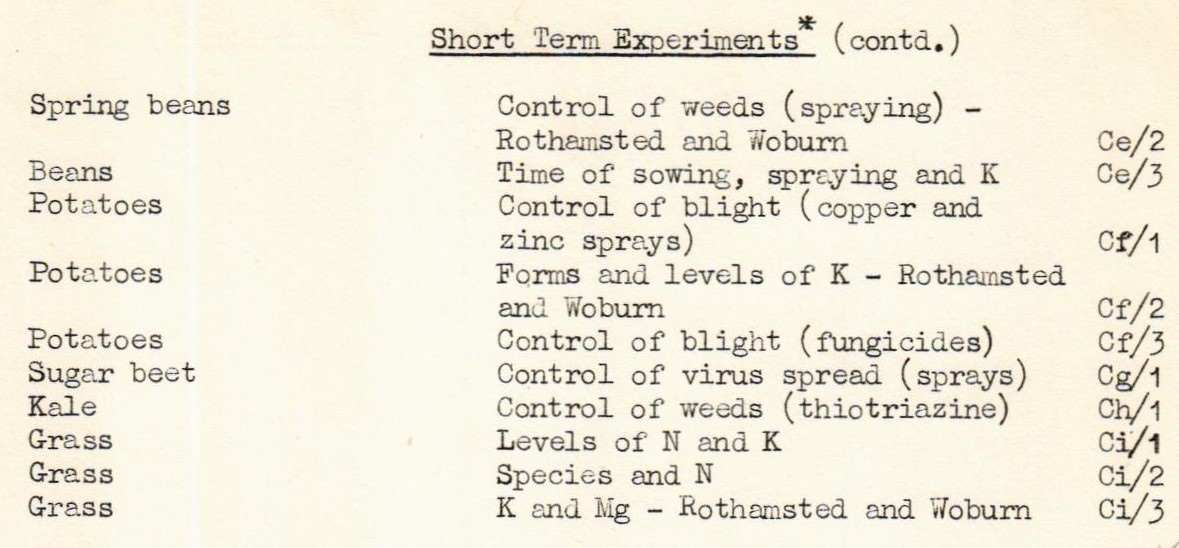 Short Term Experiments* (contd.)
Spring beans Control of weeds (spraying) -
Rothamsted and Woburn Ce/2
Beans Time of sowing, spraying and K Ce/3
Potatoes Control of blight (copper and
zinc sprays) Cf/1
Potatoes Forms and levels of K - Rothamsted
and Woburn Cf/2
Potatoes Control of blight (fungicides) Cf/3
Sugar beet Control of virus spread (sprays) Cg/1
Kale Control of weeds (thiotriazine) Ch/1
Grass Levels of N and K Ci/1
Grass Species and N Ci/2
Grass K and Mg - Rothamsted and Woburn Ci/3